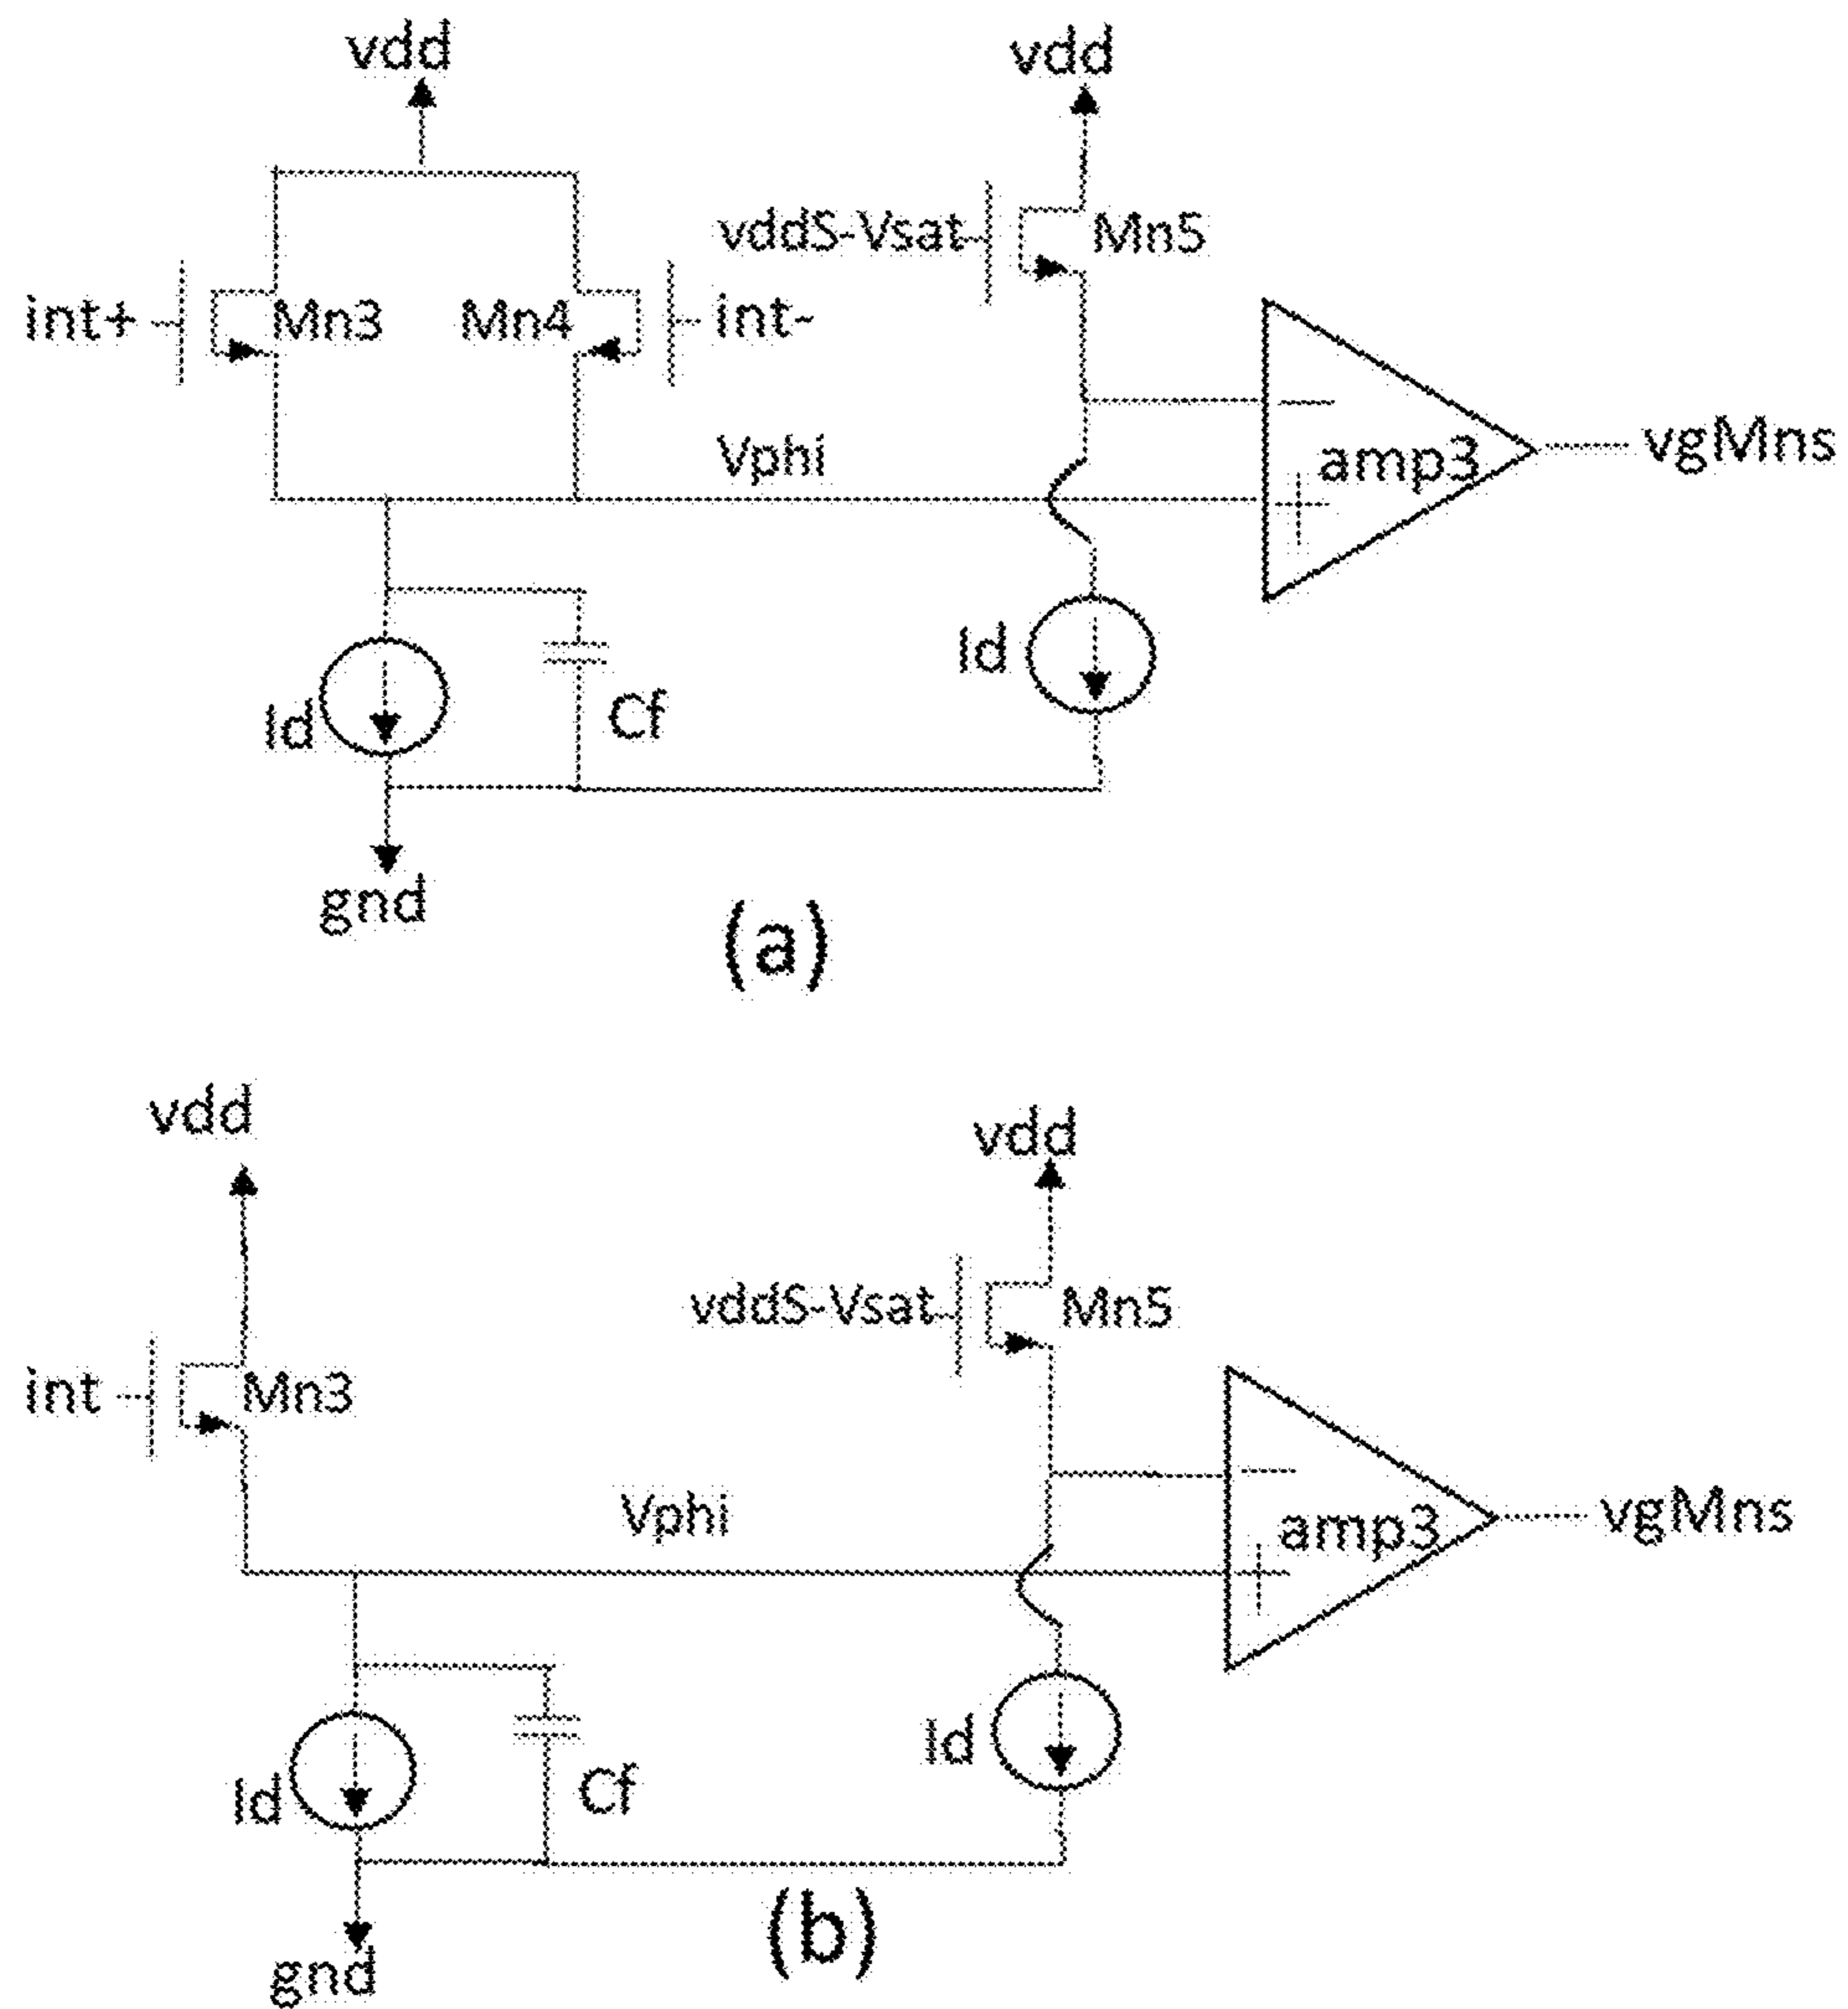 vdd
vdd
vddS-Vsat
Mn5
int+
Mn3
Mn4
int-
Vphi
amp3
vgMns
Id
Cf
Id
gnd
(a)
vdd
vdd
vddS-Vsat
Mn5
int
Mn3
Vphi
amp3
vgMns
Id
Cf
Id
gnd
(b)